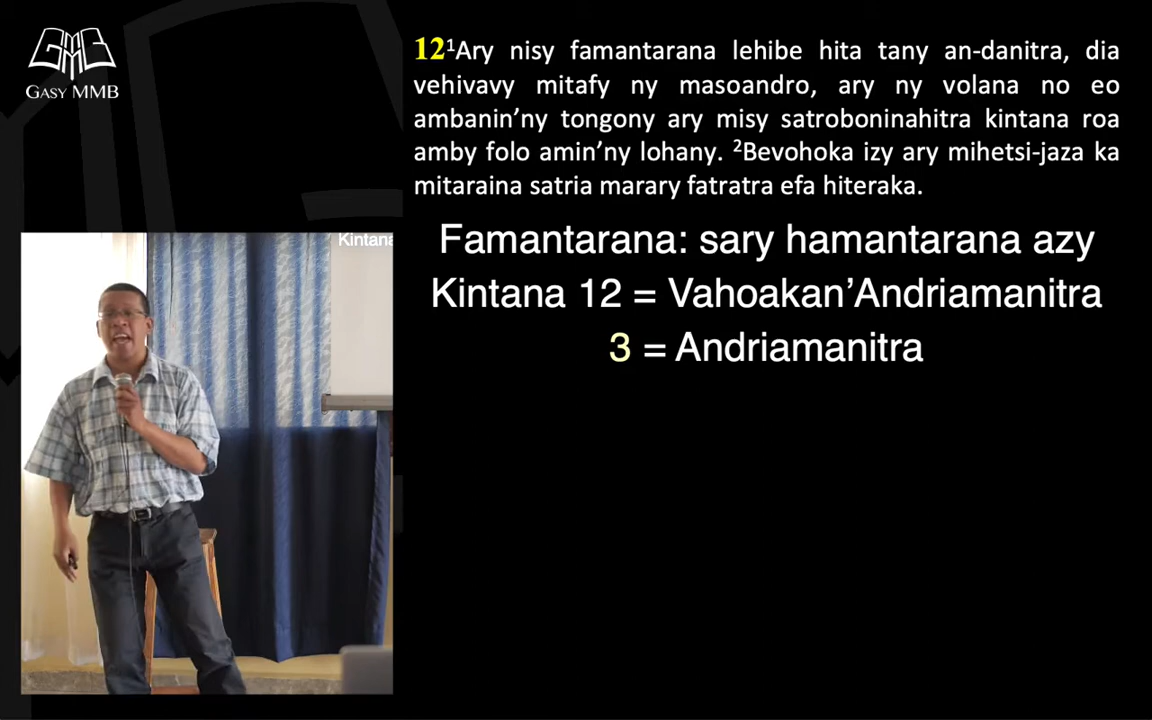 GMMG
GASY MMB
12¹Ary nisy famantarana lehibe hita tany an-danitra, dia
vehivavy mitafy ny masoandro, ary ny volana no eo
ambanin’ny tongony ary misy satroboninahitra kintana roa
amby folo amin’ny lohany. ²Bevohoka izy ary mihetsi-jaza ka
mitaraina satria marary fatratra efa hiteraka.
Famantarana: sary hamantarana azy
Kintana 12 = Vahoakan’Andriamanitra
3 = Andriamanitra
Kintana